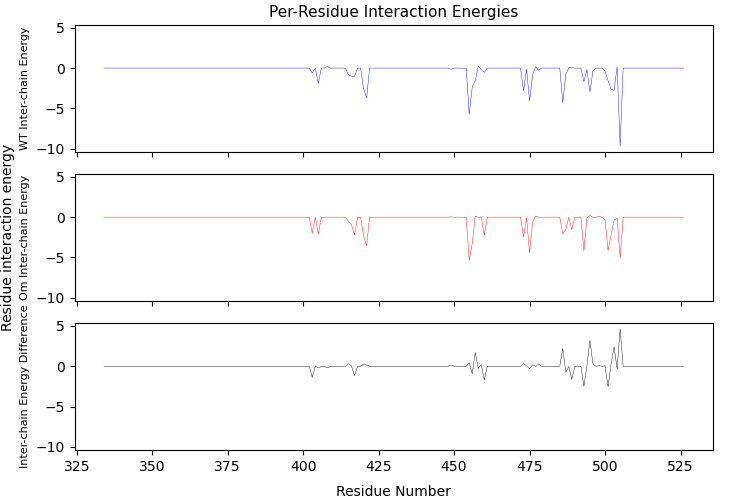 Per-Residue Interaction Energies
Residue interaction energy
WT Inter-chain Energy
5
0
−5
−10
Om Inter-chain Energy
5
0
−5
−10
Inter-chain Energy Difference
5
0
−5
−10
325 350 375 400 425 450 475 500 525
Residue Number